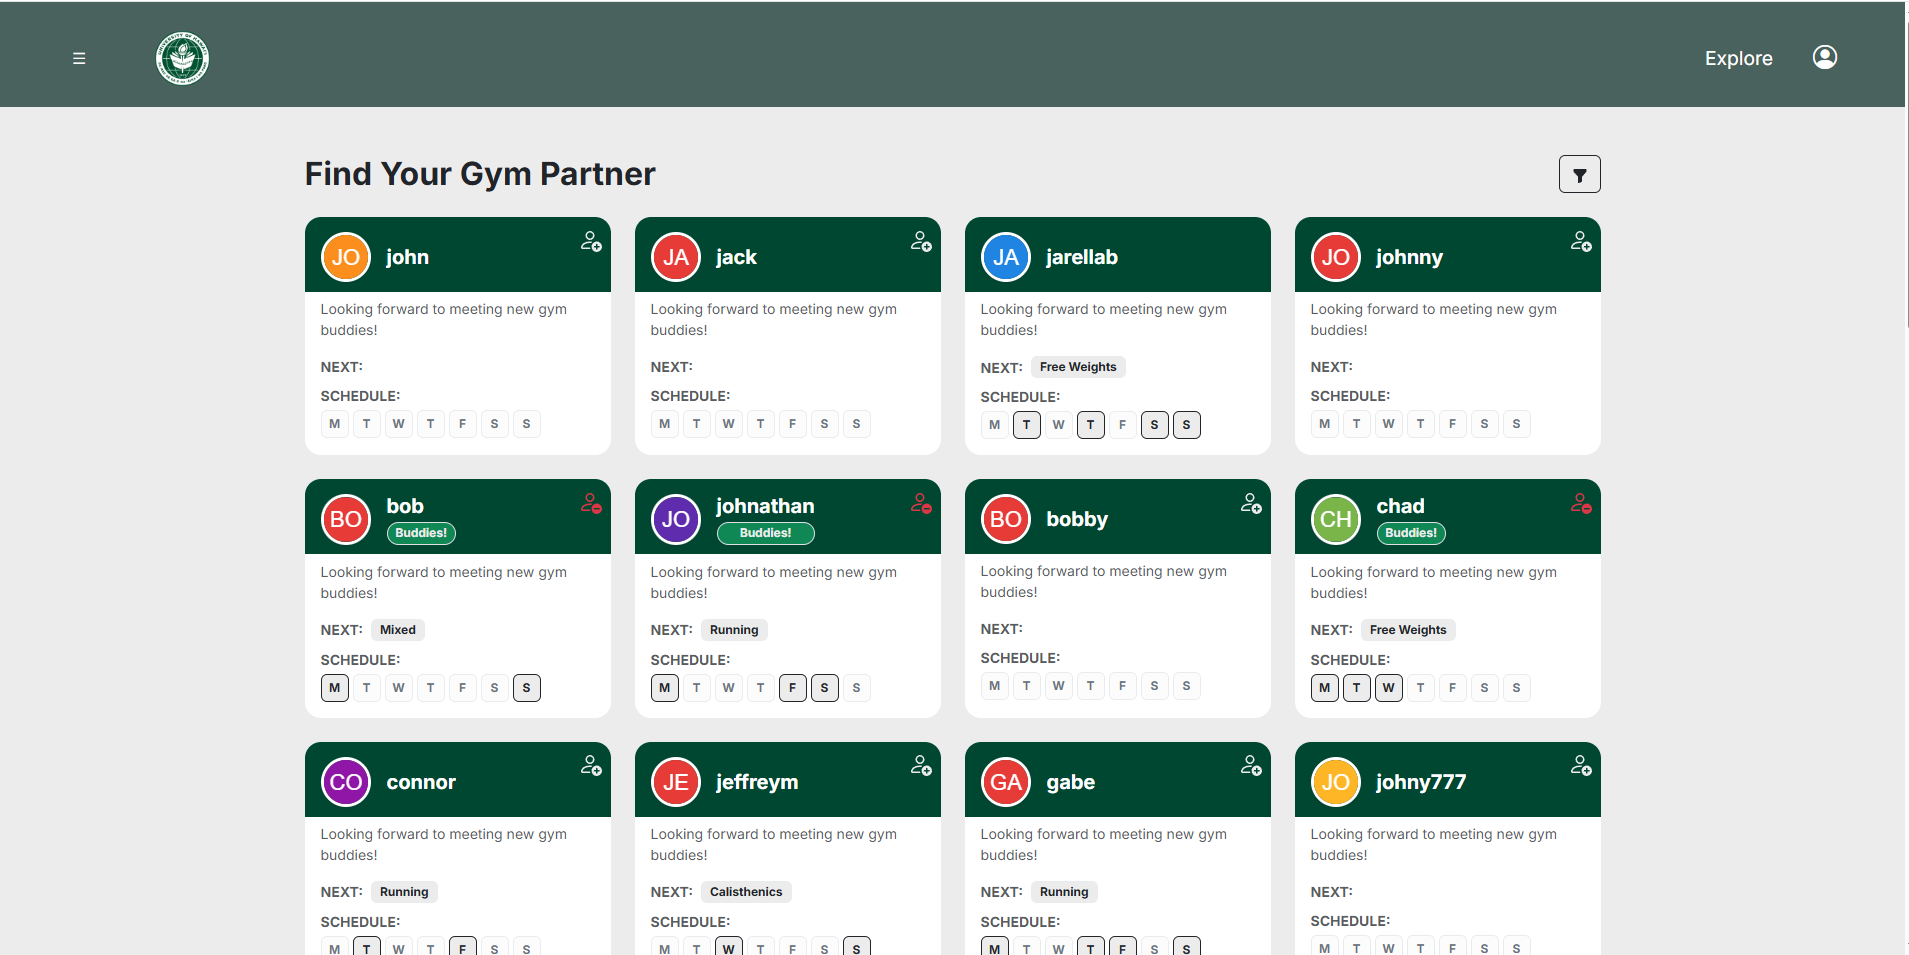 Explore
Find Your Gym Partner
JO john
JA jack
JA jarellab
JO johnny
Looking forward to meeting new gym
buddies!
NEXT:
SCHEDULE:
M T W T F S S
Looking forward to meeting new gym
buddies!
NEXT:
SCHEDULE:
M T W T F S S
Looking forward to meeting new gym
buddies!
NEXT: Free Weights
SCHEDULE:
M T W T F S S
Looking forward to meeting new gym
buddies!
NEXT:
SCHEDULE:
M T W T F S S
BO bob
Buddies!
Looking forward to meeting new gym
buddies!
NEXT: Mixed
SCHEDULE:
M T W T F S S
JO johnathan
Buddies!
Looking forward to meeting new gym
buddies!
NEXT: Running
SCHEDULE:
M T W T F S S
BO bobby
Looking forward to meeting new gym
buddies!
NEXT:
SCHEDULE:
M T W T F S S
CH chad
Buddies!
Looking forward to meeting new gym
buddies!
NEXT: Free Weights
SCHEDULE:
M T W T F S S
CO connor
Looking forward to meeting new gym
buddies!
NEXT: Running
SCHEDULE:
M T W T F S S
JE jeffreym
Looking forward to meeting new gym
buddies!
NEXT: Calisthenics
SCHEDULE:
M T W T F S S
GA gabe
Looking forward to meeting new gym
buddies!
NEXT: Running
SCHEDULE:
M T W T F S S
JO johny777
Looking forward to meeting new gym
buddies!
NEXT:
SCHEDULE:
M T W T F S S